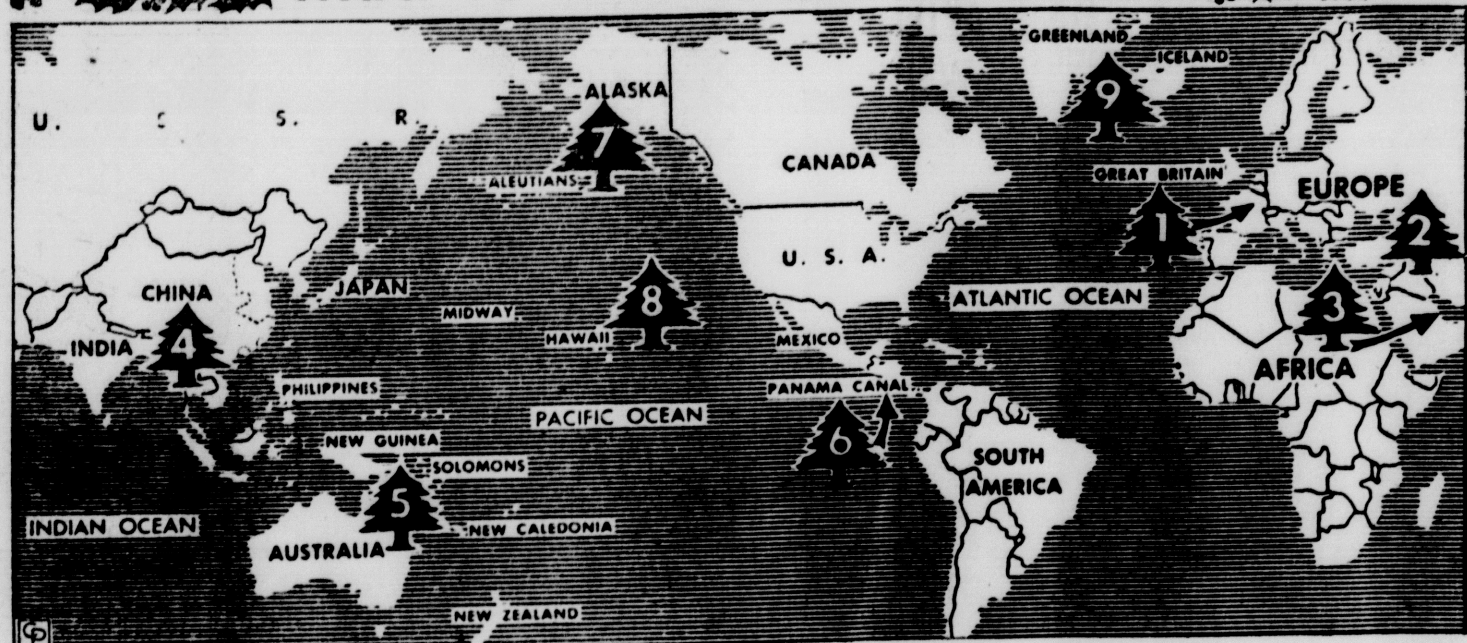 GREENLAND
ICELAND
ALASKA
9
U. S. S. R.
7
CANADA
ALEUTIANS
GREAT BRITAIN
EUROPE
1
2
U. S. A.
CHINA
JAPAN
8
ATLANTIC OCEAN
3
MIDWAY
HAWAII
MEXICO
INDIA
4
AFRICA
PHILIPPINES
PANAMA CANAL
PACIFIC OCEAN
6
NEW GUINEA
SOLOMONS
SOUTH
AMERICA
5
INDIAN OCEAN
NEW CALEDONIA
AUSTRALIA
NEW ZEALAND
CP